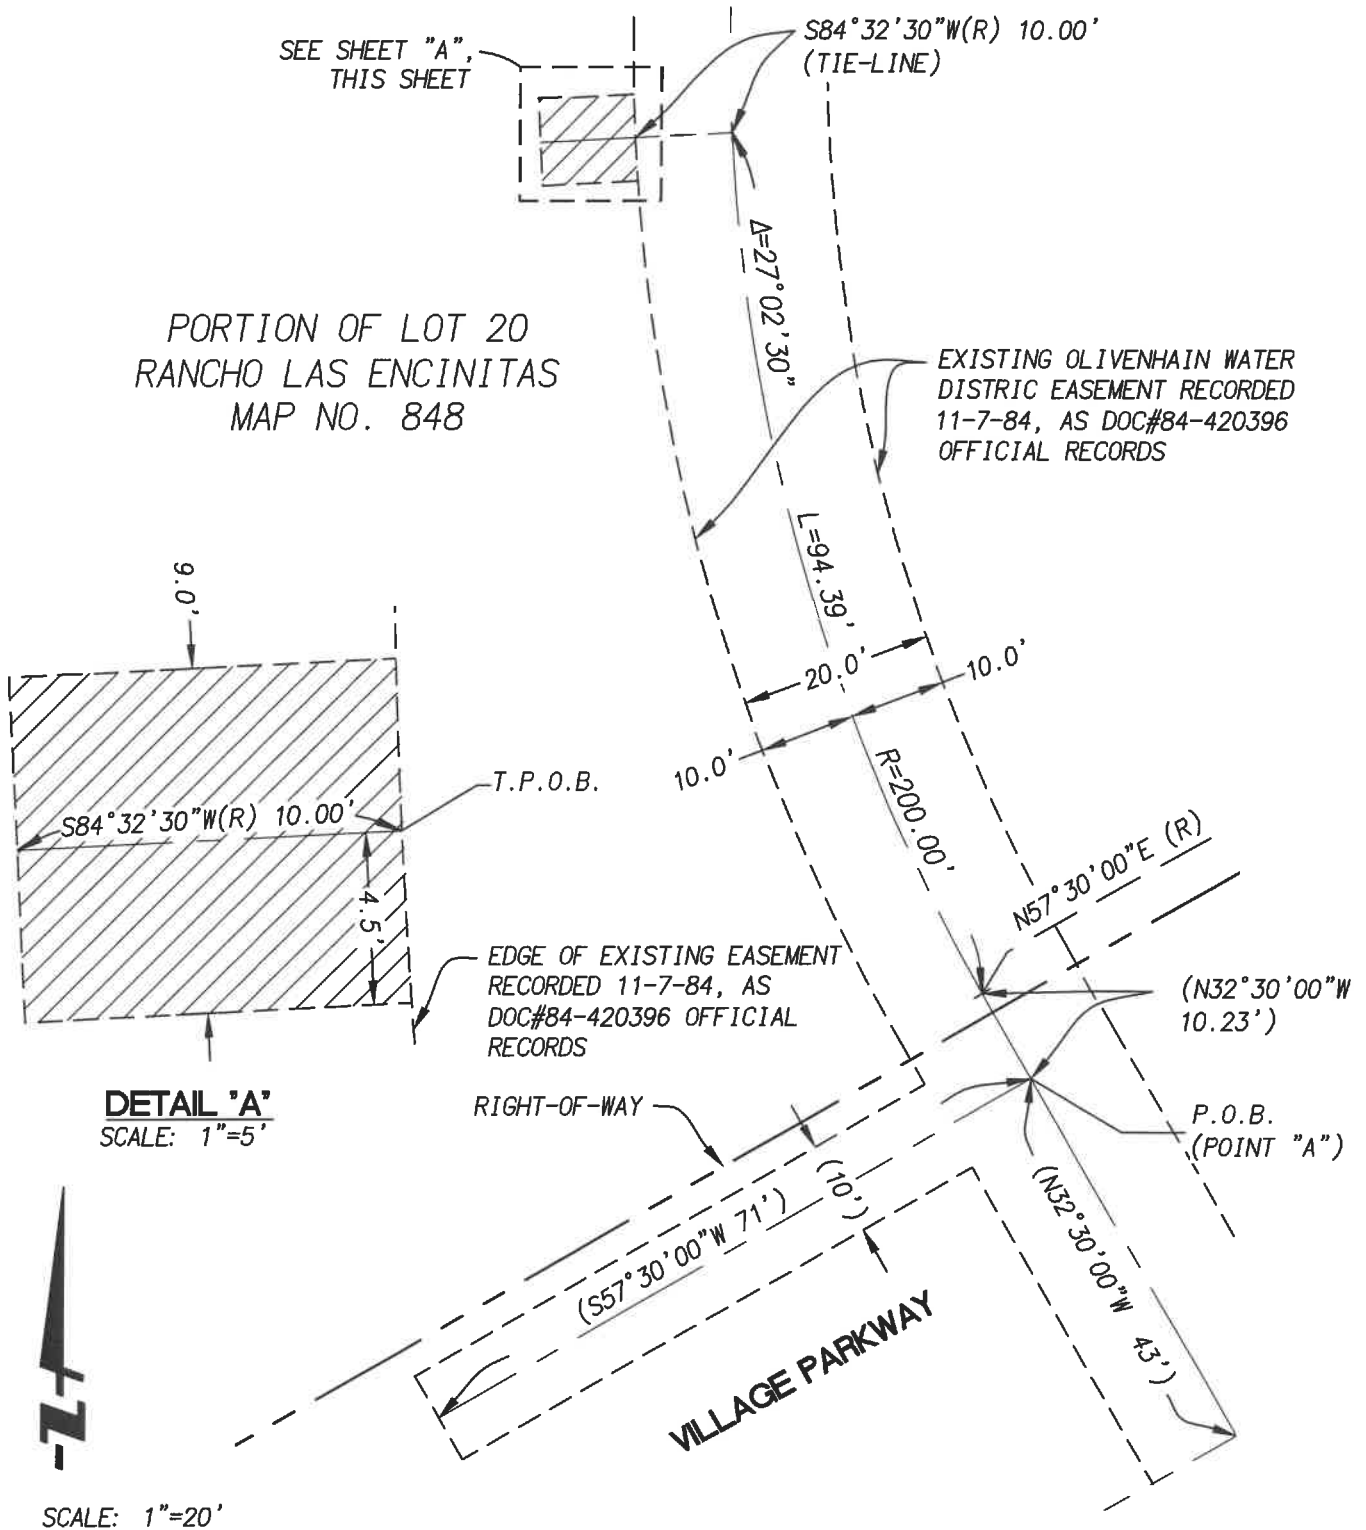 S84°32'30"W(R) 10.00'
(TIE-LINE)
SEE SHEET "A",
THIS SHEET
Δ=27°02'30"
PORTION OF LOT 20
RANCHO LAS ENCINITAS
MAP NO. 848
EXISTING OLIVENHAIN WATER
DISTRIC EASEMENT RECORDED
11-7-84, AS DOC#84-420396
OFFICIAL RECORDS
L=94.39'
9.0'
20.0'
10.0'
10.0'
R=200.00'
T.P.O.B.
S84°32'30"W(R) 10.00'
4.5'
N57°30'00"E (R)
EDGE OF EXISTING EASEMENT
RECORDED 11-7-84, AS
DOC#84-420396 OFFICIAL
RECORDS
(N32°30'00"W
10.23')
DETAIL "A"
SCALE: 1"=5'
RIGHT-OF-WAY
P.O.B.
(POINT "A")
(10')
(S57°30'00"W 71')
(N32°30'00"W 43')
VILLAGE PARKWAY
Z
SCALE: 1"=20'